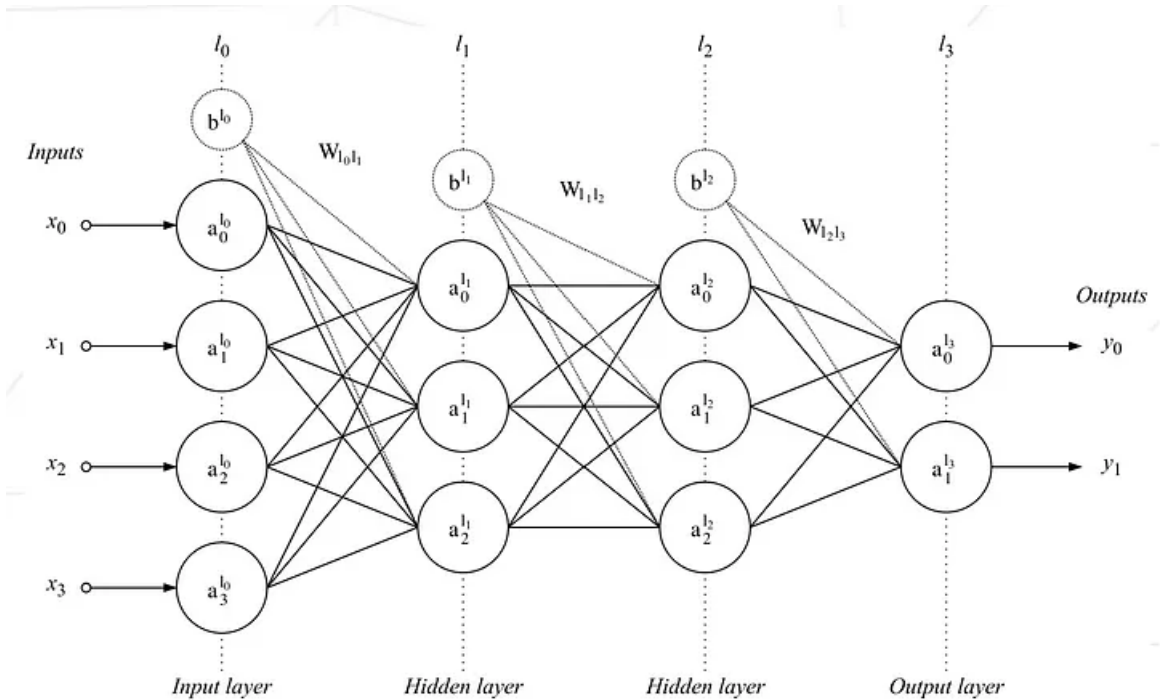 l₀ l₁ l₂ l₃
b^l₀
Inputs W_l₀l₁
b^l₁ W_l₁l₂ b^l₂
x₀ a₀^l₀ W_l₂l₃
a₀^l₁ a₀^l₂ Outputs
x₁ a₁^l₀ a₀^l₃ y₀
a₁^l₁ a₁^l₂
x₂ a₂^l₀ a₁^l₃ y₁
a₂^l₁ a₂^l₂
x₃ a₃^l₀
Input layer Hidden layer Hidden layer Output layer